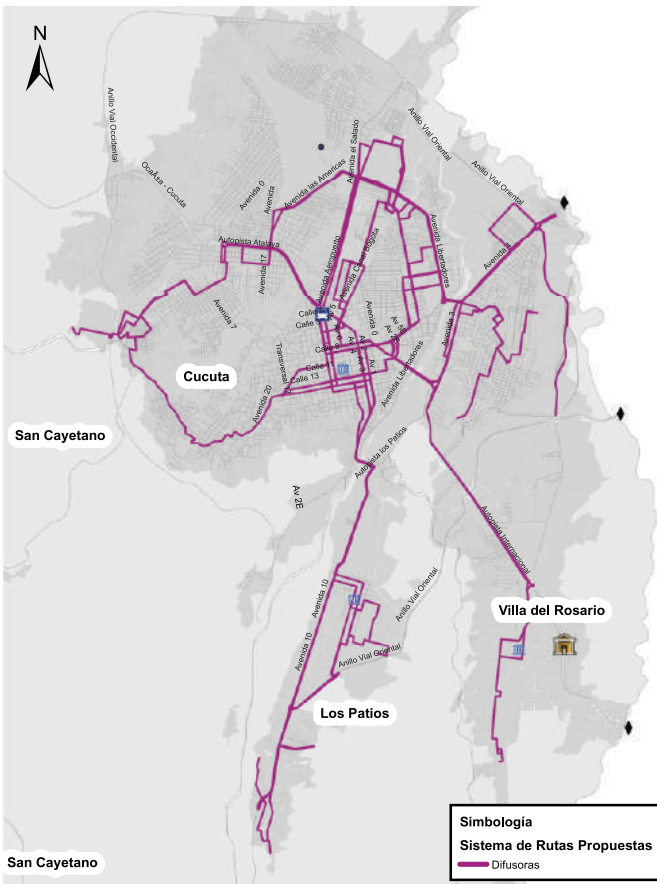 N
Anillo Vial Occidental
OcaÃ±a - Cucuta
Avenida 0
Avenida
Avenida las Americas
Avenida el Salado
Anillo Vial Oriental
Anillo Vial Oriental
Autopista Atalaya
Avenida 17
Avenida Aeropuerto
Avenida Canal Bogota
Avenida Libertadores
Avenida 7
Avenida 0
Avenida 3
Calle 9
Calle 11
Calle 13
Transversal 17
Avenida 20
Avenida Libertadores
Cucuta
San Cayetano
Autopista los Patios
Av 2E
Autopista Internacional
Avenida 10
Avenida 10
Anillo Vial Oriental
Anillo Vial Oriental
Villa del Rosario
Los Patios
San Cayetano
Simbología
Sistema de Rutas Propuestas
Difusoras